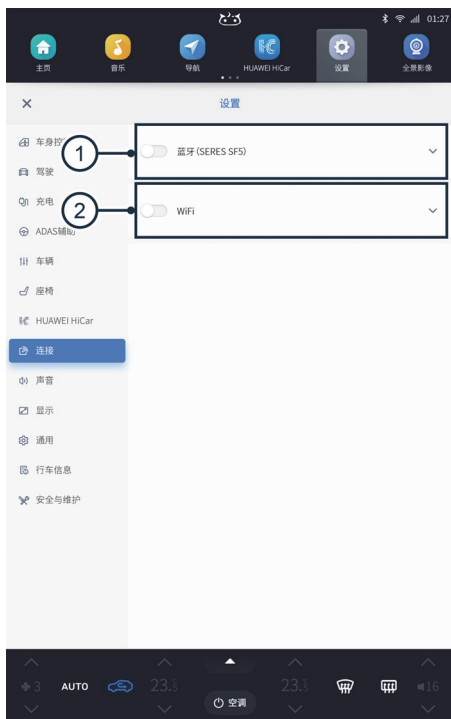 01:27
主页
音乐
导航
HUAWEI HiCar
设置
全景影像
设置
车身控
驾驶
充电
ADAS辅助
车辆
座椅
HUAWEI HiCar
连接
声音
显示
通用
行车信息
安全与维护
1
蓝牙(SERES SF5)
2
WiFi
3
AUTO
23.5
空调
23.5
16